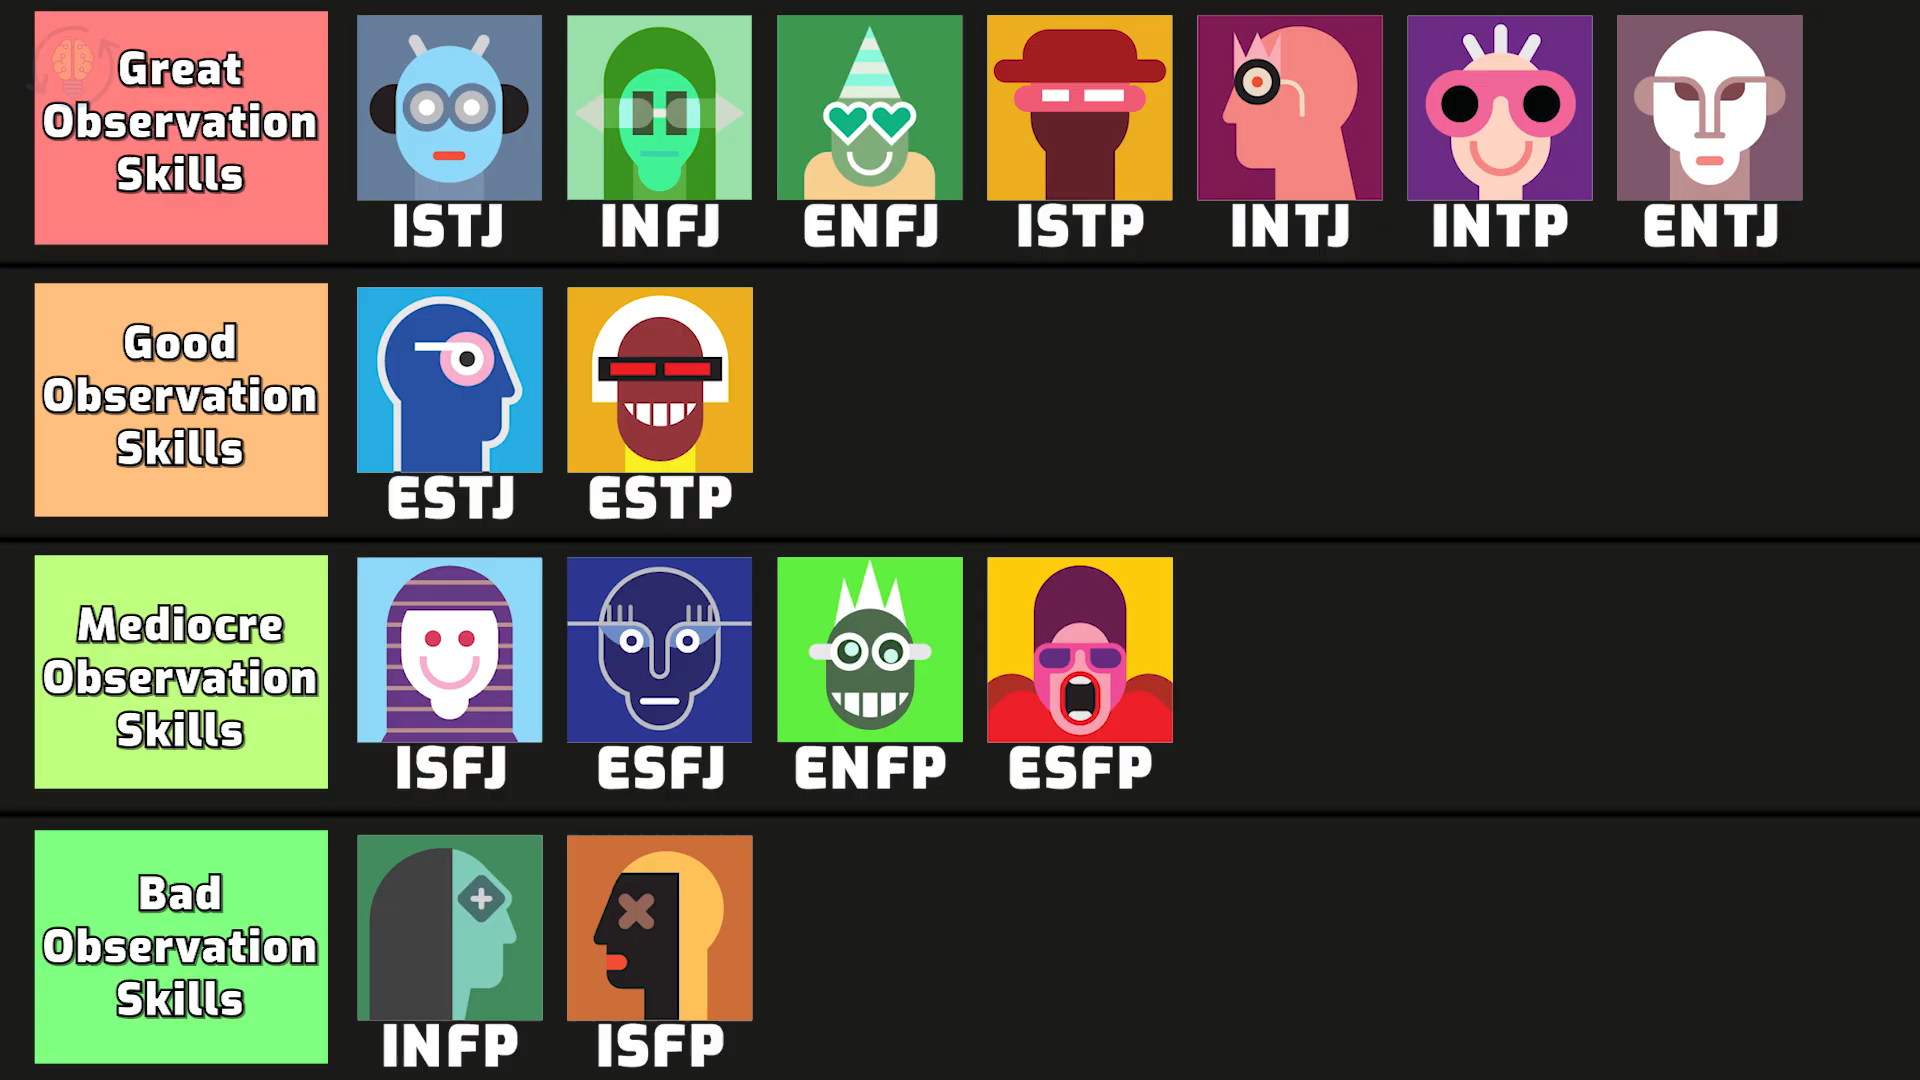 Great
Observation
Skills
ISTJ
INFJ
ENFJ
ISTP
INTJ
INTP
ENTJ
Good
Observation
Skills
ESTJ
ESTP
Mediocre
Observation
Skills
ISFJ
ESFJ
ENFP
ESFP
Bad
Observation
Skills
INFP
ISFP